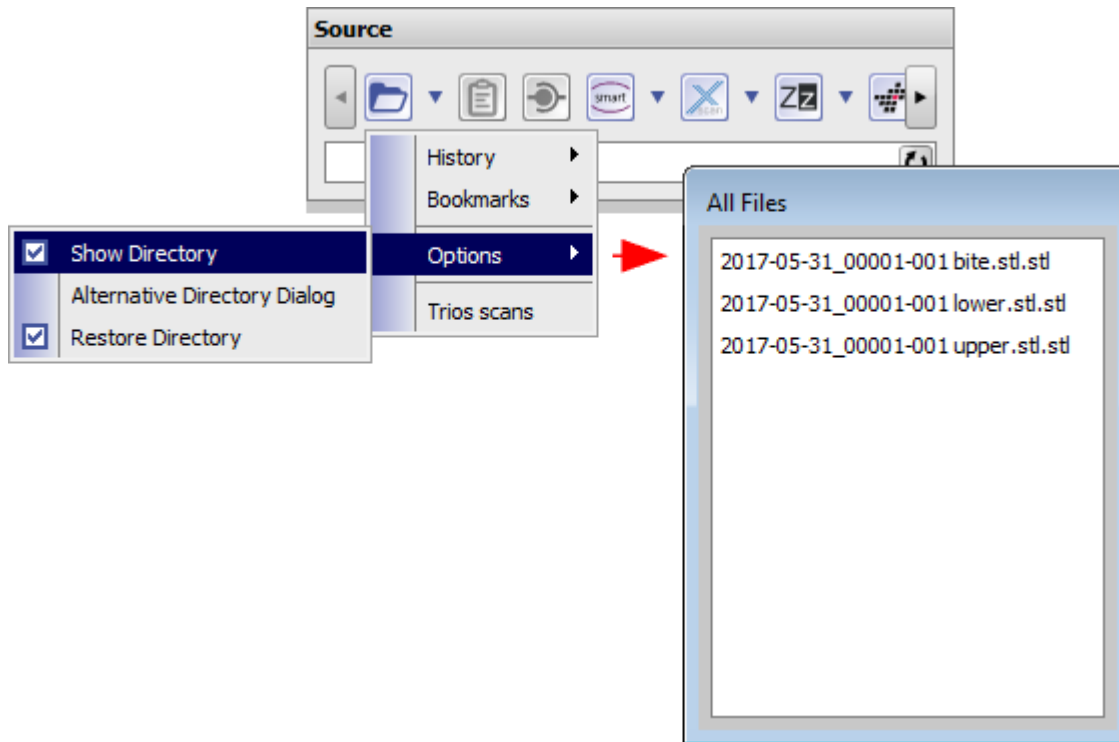 Source
smart
scan
ZZ
History
Bookmarks
Options
Trios scans
Show Directory
Alternative Directory Dialog
Restore Directory
All Files
2017-05-31_00001-001 bite.stl.stl
2017-05-31_00001-001 lower.stl.stl
2017-05-31_00001-001 upper.stl.stl